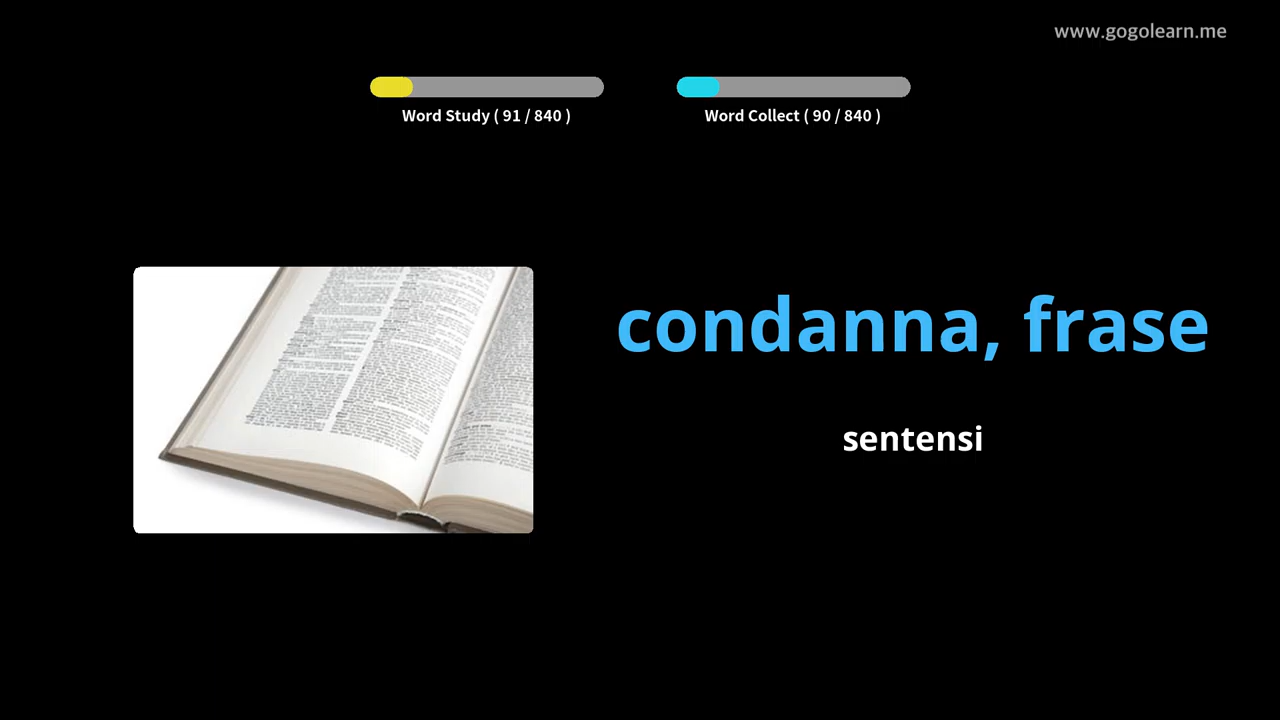 www.gogolearn.me
Word Study ( 91 / 840 )
Word Collect ( 90 / 840 )
condanna, frase
sentensi